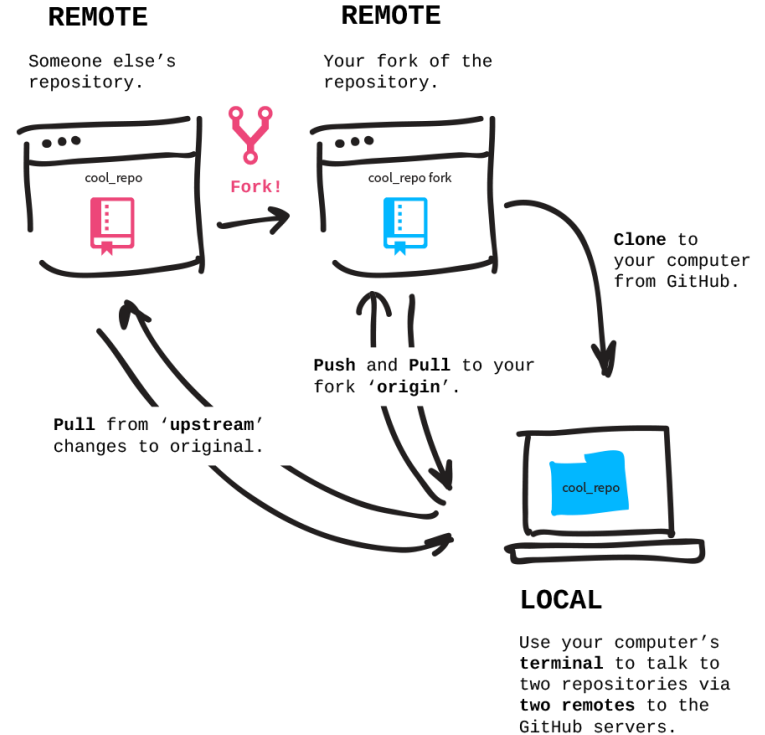 REMOTE
Someone else’s
repository.
cool_repo
Fork!
REMOTE
Your fork of the
repository.
cool_repo fork
Clone to
your computer
from GitHub.
Push and Pull to your
fork ‘origin’.
Pull from ‘upstream’
changes to original.
cool_repo
LOCAL
Use your computer’s
terminal to talk to
two repositories via
two remotes to the
GitHub servers.